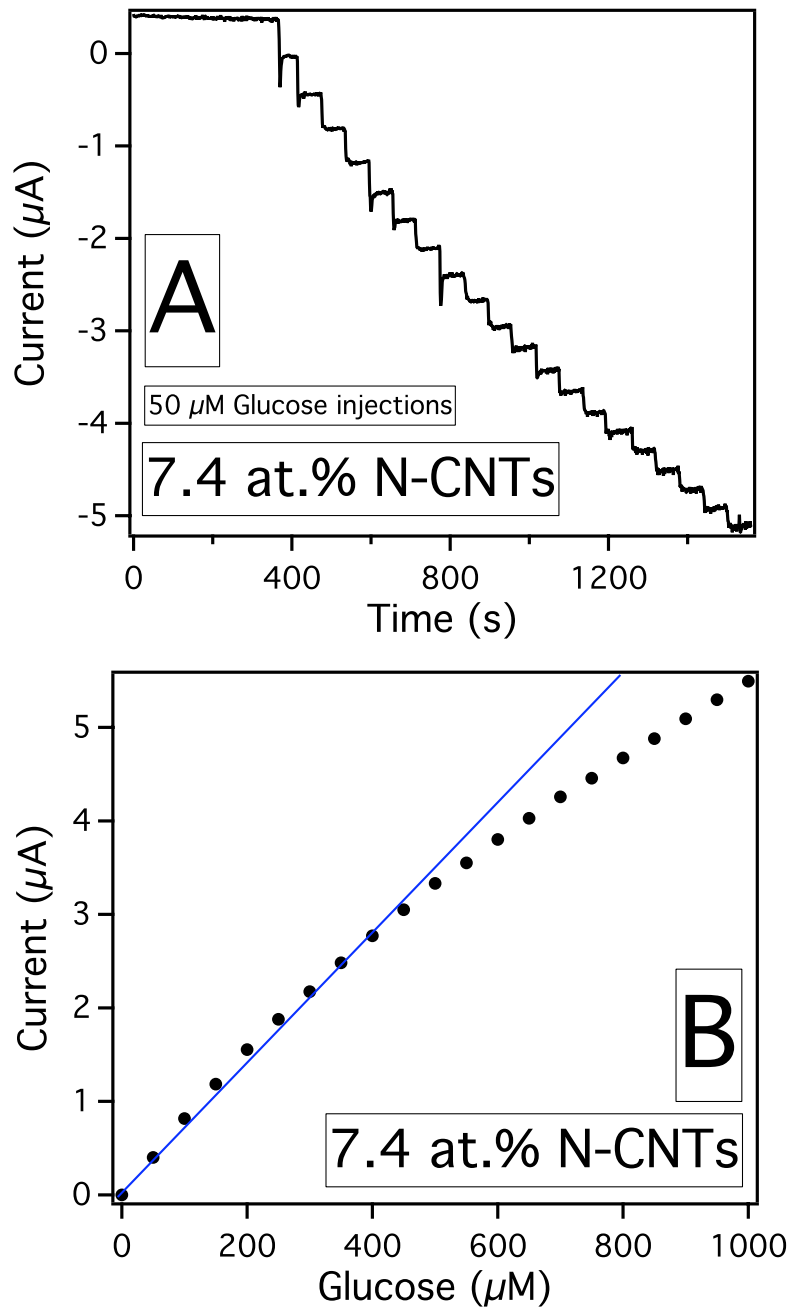 0
-1
-2
-3
-4
-5
Current (µA)
A
50 µM Glucose injections
7.4 at.% N-CNTs
0 400 800 1200
Time (s)
5
4
3
2
1
0
Current (µA)
B
7.4 at.% N-CNTs
0 200 400 600 800 1000
Glucose (µM)